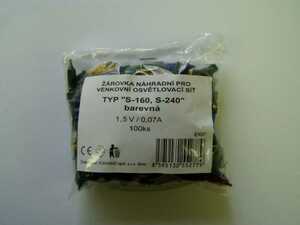 ŽÁROVKA NÁHRADNÍ PRO
VENKOVNÍ OSVĚTLOVACÍ SÍŤ
TYP "S-160, S-240"
barevná
1,5 V / 0,07A
100ks